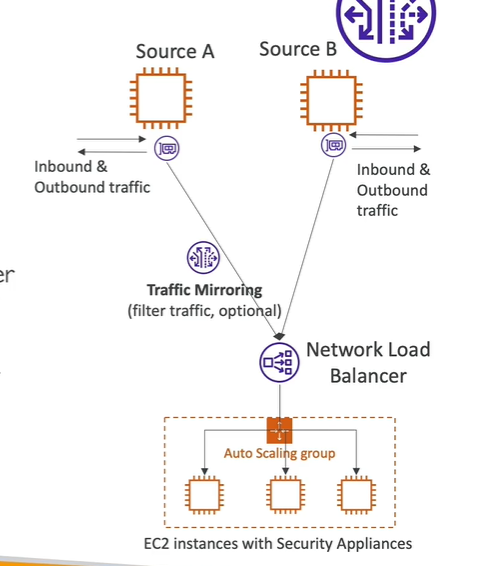 Source A
Source B
Inbound &
Outbound traffic
Inbound &
Outbound
traffic
er
Traffic Mirroring
(filter traffic, optional)
Network Load
Balancer
Auto Scaling group
EC2 instances with Security Appliances